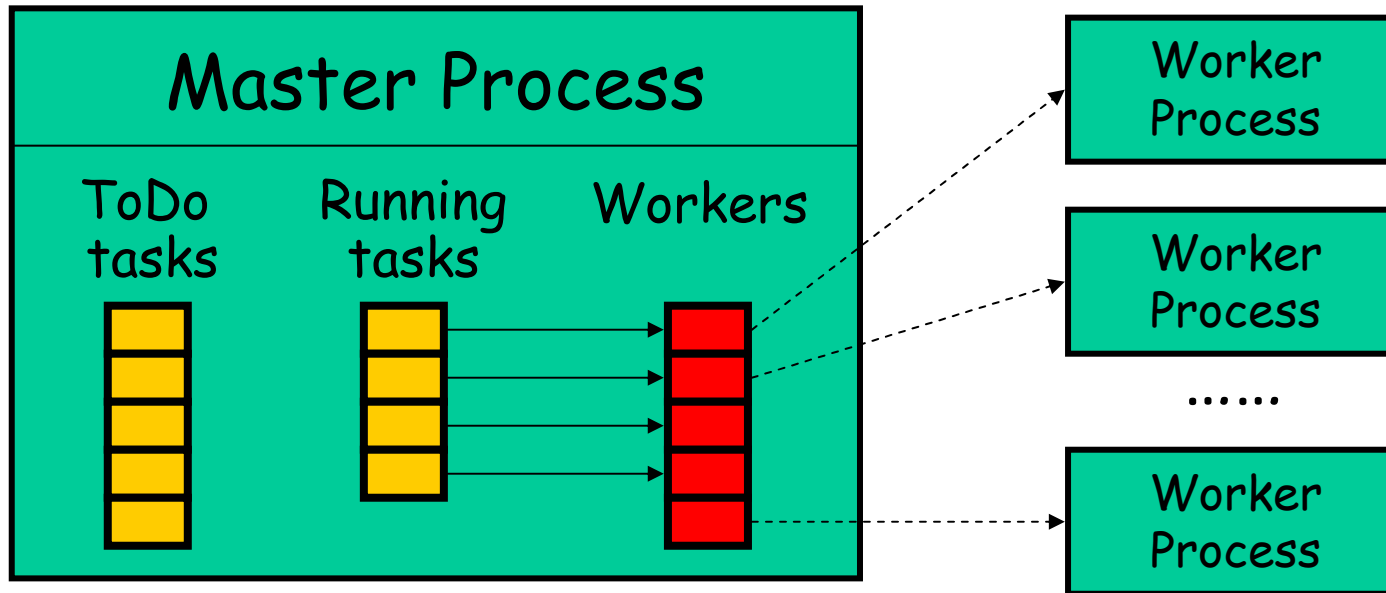 Master Process
ToDo
tasks
Running
tasks
Workers
Worker
Process
Worker
Process
......
Worker
Process